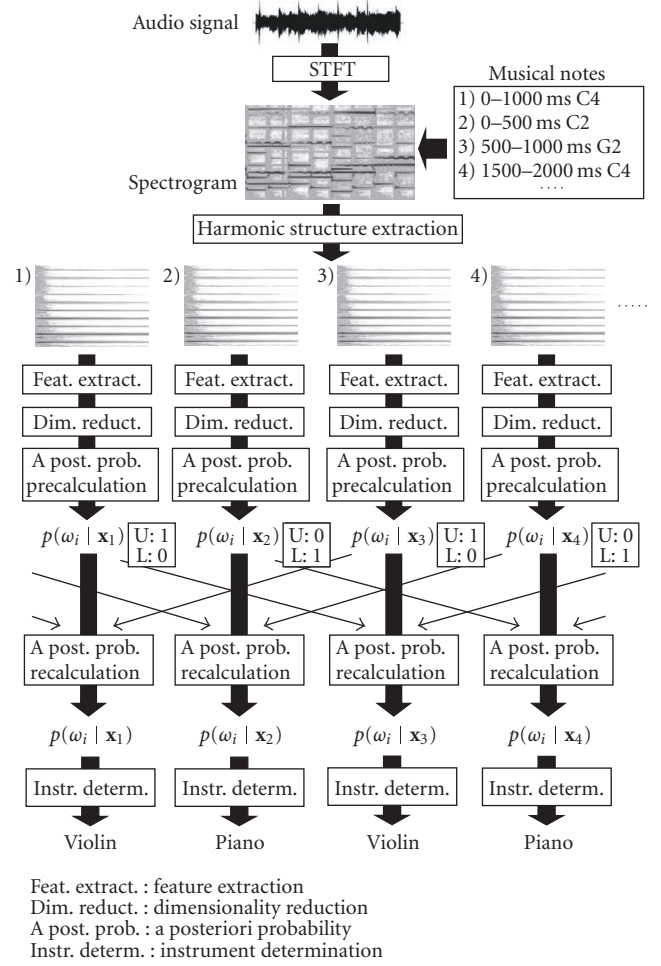 Audio signal
STFT
Musical notes
1) 0–1000 ms C4
2) 0–500 ms C2
3) 500–1000 ms G2
4) 1500–2000 ms C4
....
Spectrogram
Harmonic structure extraction
1) 2) 3) 4) .....
Feat. extract. Feat. extract. Feat. extract. Feat. extract.
Dim. reduct. Dim. reduct. Dim. reduct. Dim. reduct.
A post. prob. A post. prob. A post. prob. A post. prob.
precalculation precalculation precalculation precalculation
p(ωi | x1) U: 1 p(ωi | x2) U: 0 p(ωi | x3) U: 1 p(ωi | x4) U: 0
L: 0 L: 1 L: 0 L: 1
A post. prob. A post. prob. A post. prob. A post. prob.
recalculation recalculation recalculation recalculation
p(ωi | x1) p(ωi | x2) p(ωi | x3) p(ωi | x4)
Instr. determ. Instr. determ. Instr. determ. Instr. determ.
Violin Piano Violin Piano
Feat. extract. : feature extraction
Dim. reduct. : dimensionality reduction
A post. prob. : a posteriori probability
Instr. determ. : instrument determination